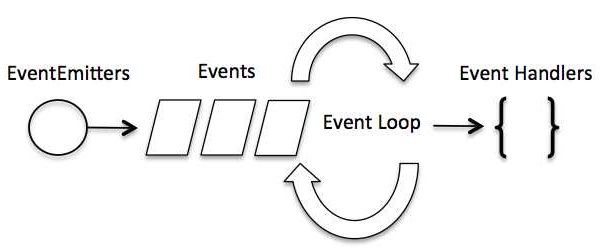 EventEmitters
Events
Event Loop
Event Handlers
{ }